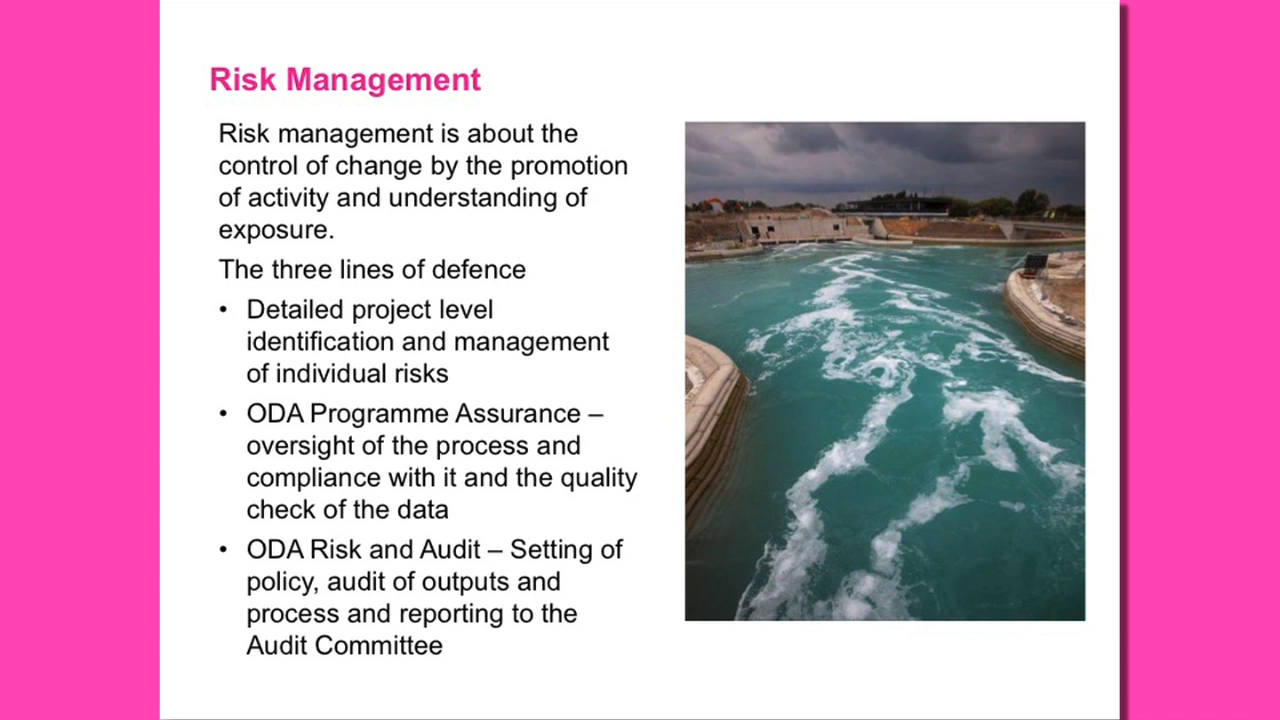 Risk Management
Risk management is about the
control of change by the promotion
of activity and understanding of
exposure.
The three lines of defence
• Detailed project level
identification and management
of individual risks
• ODA Programme Assurance –
oversight of the process and
compliance with it and the quality
check of the data
• ODA Risk and Audit – Setting of
policy, audit of outputs and
process and reporting to the
Audit Committee